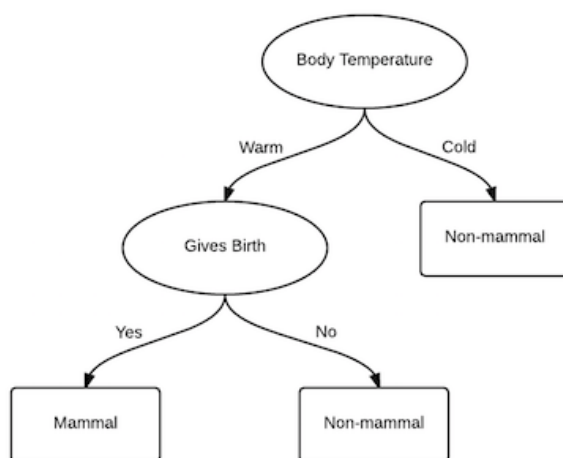 Body Temperature
Warm
Cold
Non-mammal
Gives Birth
Yes
No
Mammal
Non-mammal